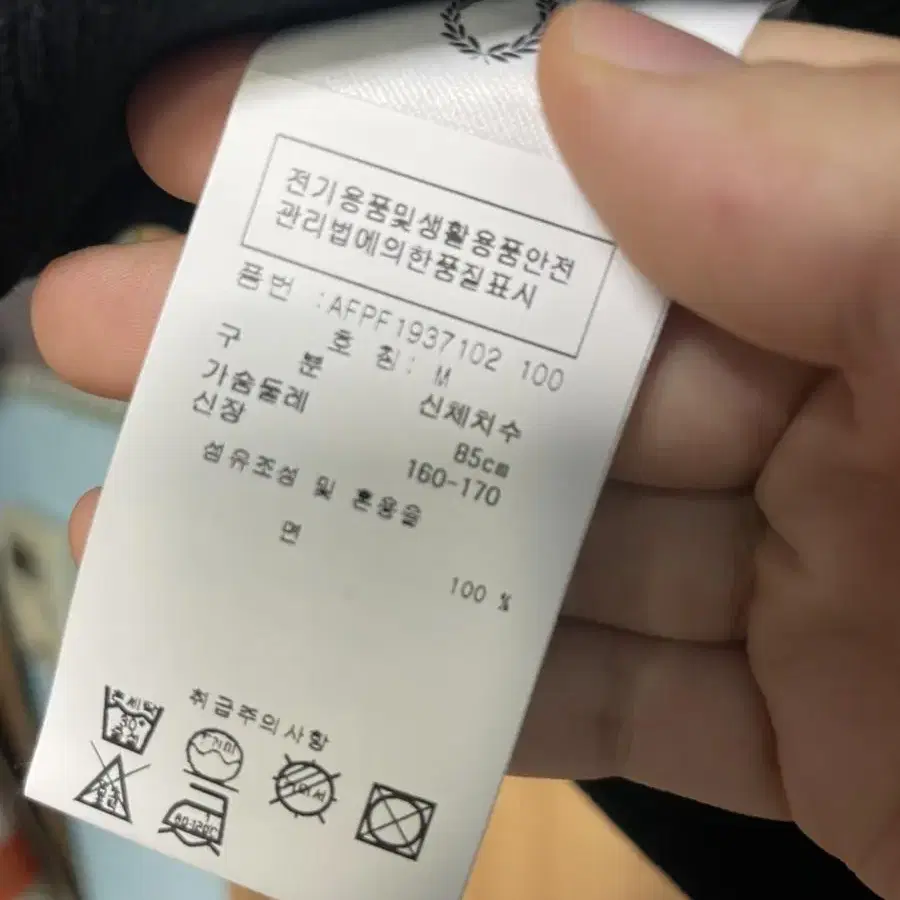 전기용품및생활용품안전
관리법에의한품질표시
품번 :AFPF1937102 100
호 칭: M
구 분 신체치수
가슴둘레 85cm
신장 160-170
섬유조성 및 혼용율
면 100 %
취급주의사항
30°
80-120℃